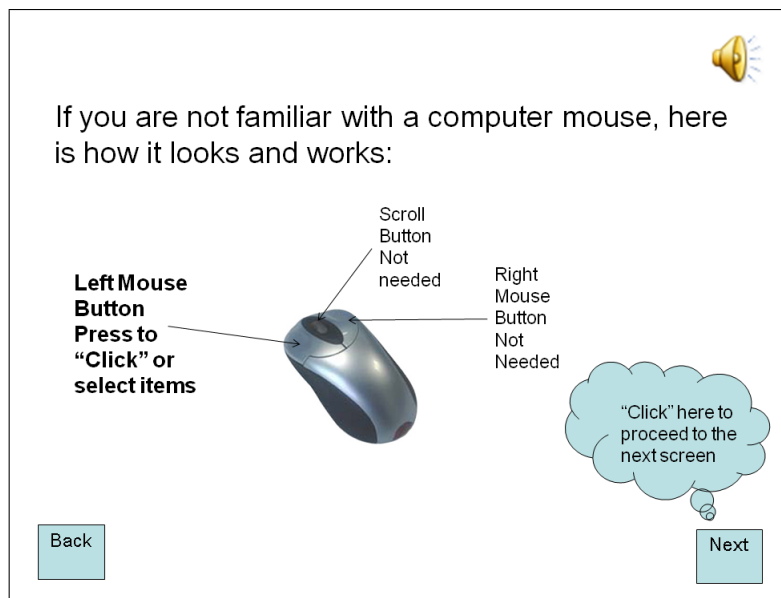 If you are not familiar with a computer mouse, here
is how it looks and works:
Scroll
Button
Not
needed
Left Mouse
Button
Press to
“Click” or
select items
Right
Mouse
Button
Not
Needed
“Click” here to
proceed to the
next screen
Back
Next